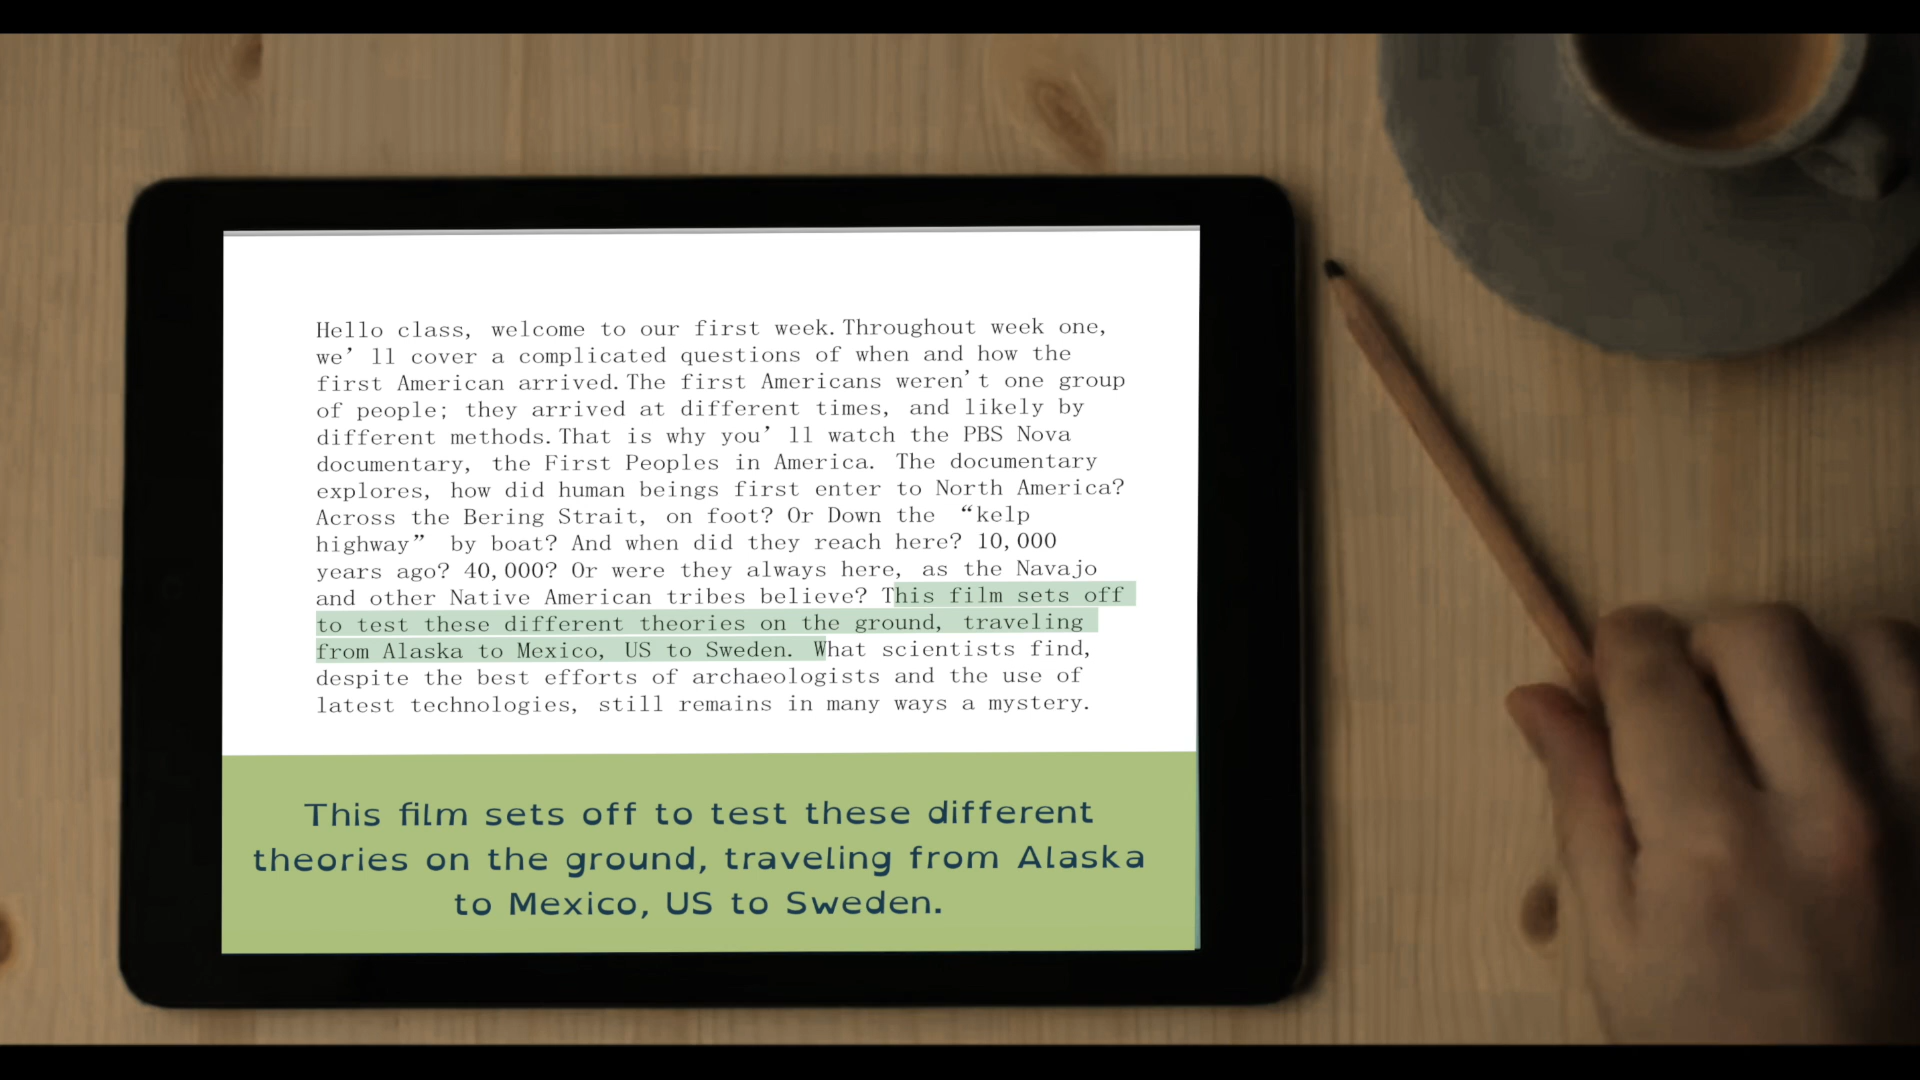 Hello class, welcome to our first week. Throughout week one,
we’ll cover a complicated questions of when and how the
first American arrived. The first Americans weren't one group
of people; they arrived at different times, and likely by
different methods. That is why you’ll watch the PBS Nova
documentary, the First Peoples in America. The documentary
explores, how did human beings first enter to North America?
Across the Bering Strait, on foot? Or Down the “kelp
highway” by boat? And when did they reach here? 10,000
years ago? 40,000? Or were they always here, as the Navajo
and other Native American tribes believe? This film sets off
to test these different theories on the ground, traveling
from Alaska to Mexico, US to Sweden. What scientists find,
despite the best efforts of archaeologists and the use of
latest technologies, still remains in many ways a mystery.
This film sets off to test these different
theories on the ground, traveling from Alaska
to Mexico, US to Sweden.